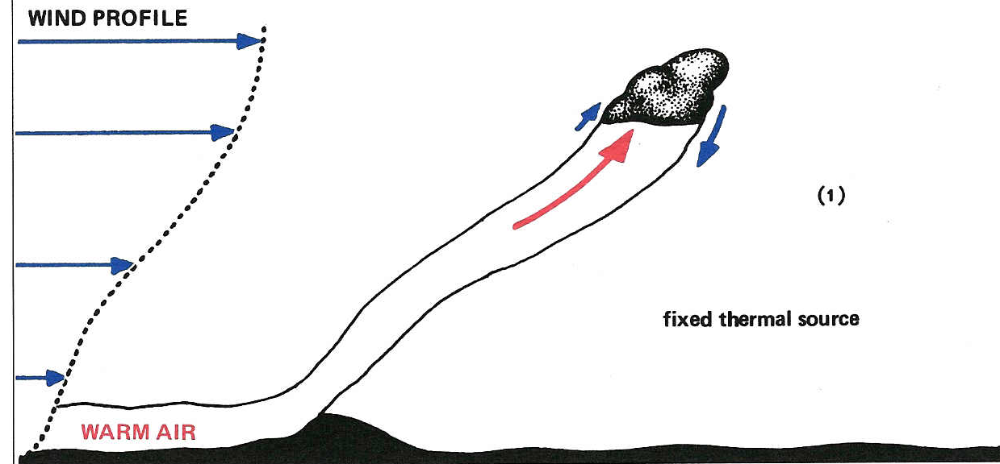 WIND PROFILE
(1)
fixed thermal source
WARM AIR